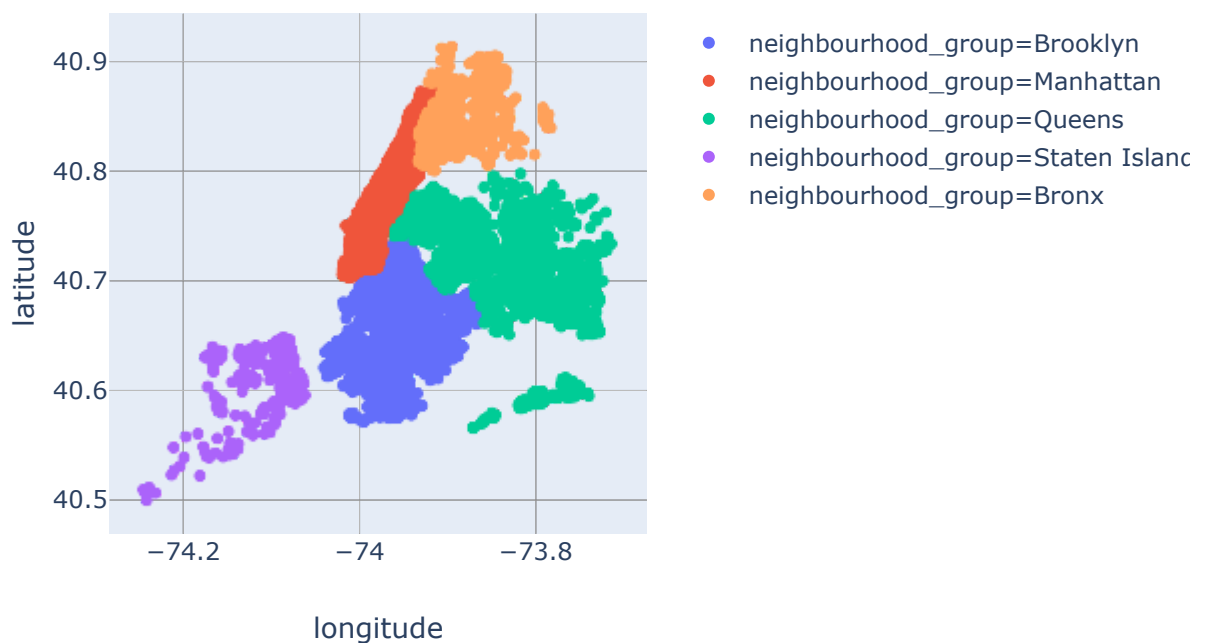 40.9
40.8
40.7
40.6
40.5
latitude
−74.2
−74
−73.8
longitude
neighbourhood_group=Brooklyn
neighbourhood_group=Manhattan
neighbourhood_group=Queens
neighbourhood_group=Staten Islanc
neighbourhood_group=Bronx